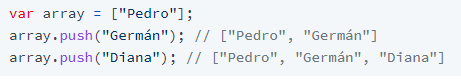 var array = ["Pedro"];
array.push("Germán"); // ["Pedro", "Germán"]
array.push("Diana"); // ["Pedro", "Germán", "Diana"]